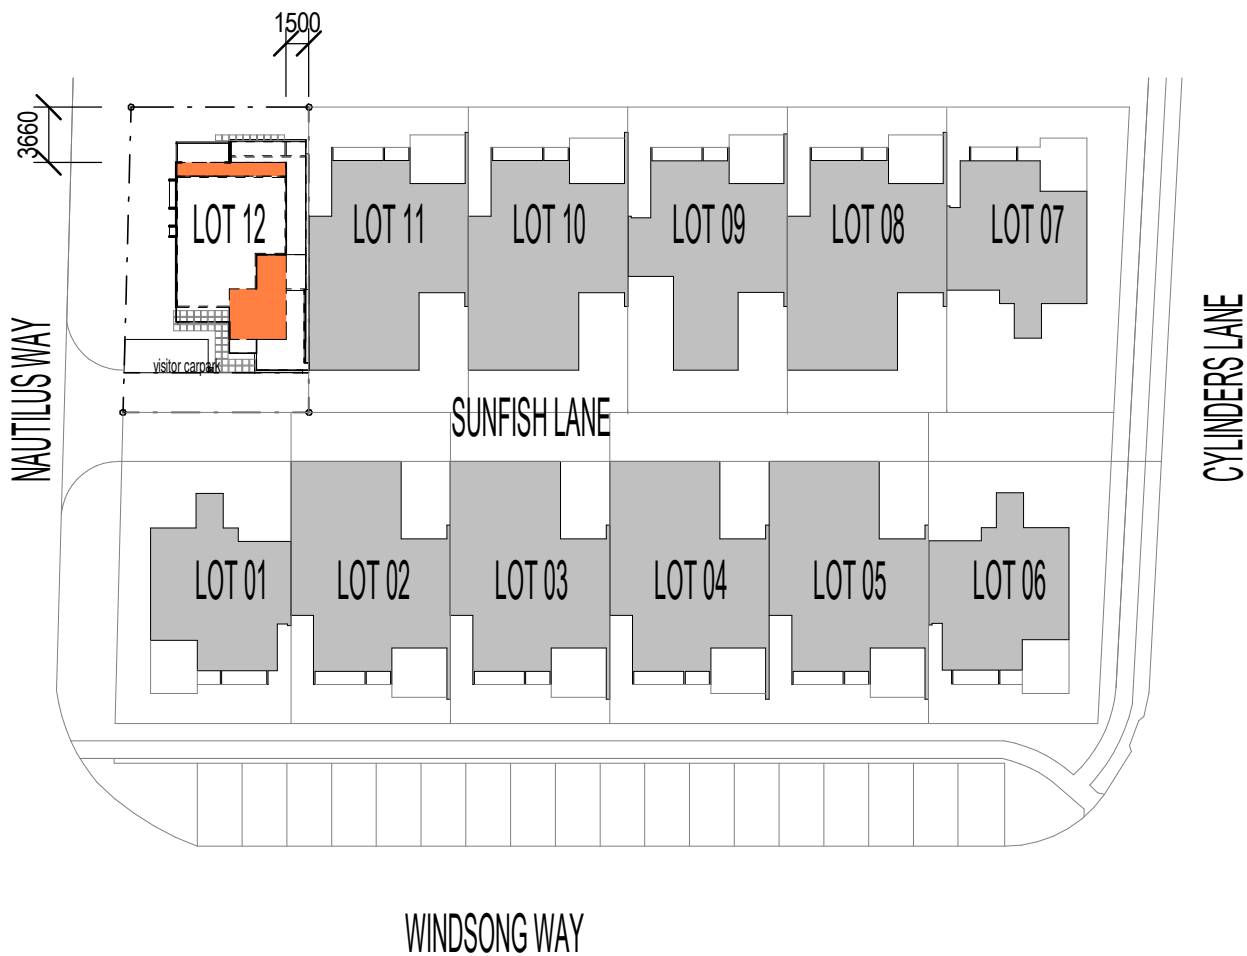 1500
3660
LOT 12
LOT 11
LOT 10
LOT 09
LOT 08
LOT 07
visitor carpark
NAUTILUS WAY
SUNFISH LANE
CYLINDERS LANE
LOT 01
LOT 02
LOT 03
LOT 04
LOT 05
LOT 06
WINDSONG WAY